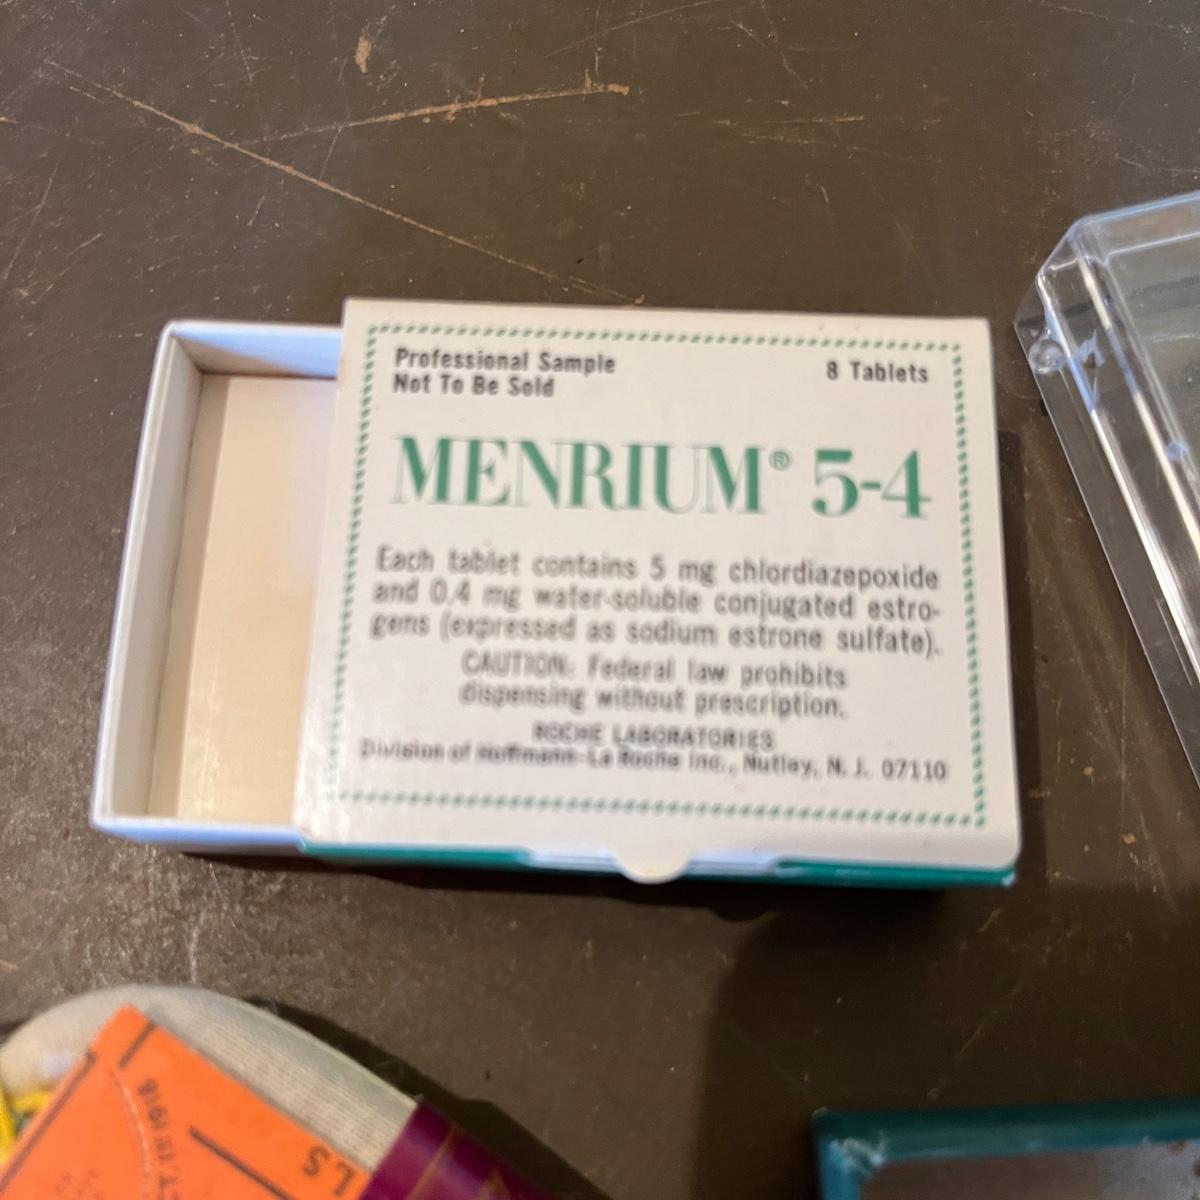 Professional Sample
Not To Be Sold
8 Tablets
MENRIUM® 5-4
Each tablet contains 5 mg chlordiazepoxide
and 0.4 mg water-soluble conjugated estro-
gens (expressed as sodium estrone sulfate).
CAUTION: Federal law prohibits
dispensing without prescription.
ROCHE LABORATORIES
Division of Hoffmann-La Roche Inc., Nutley, N.J. 07110
LS